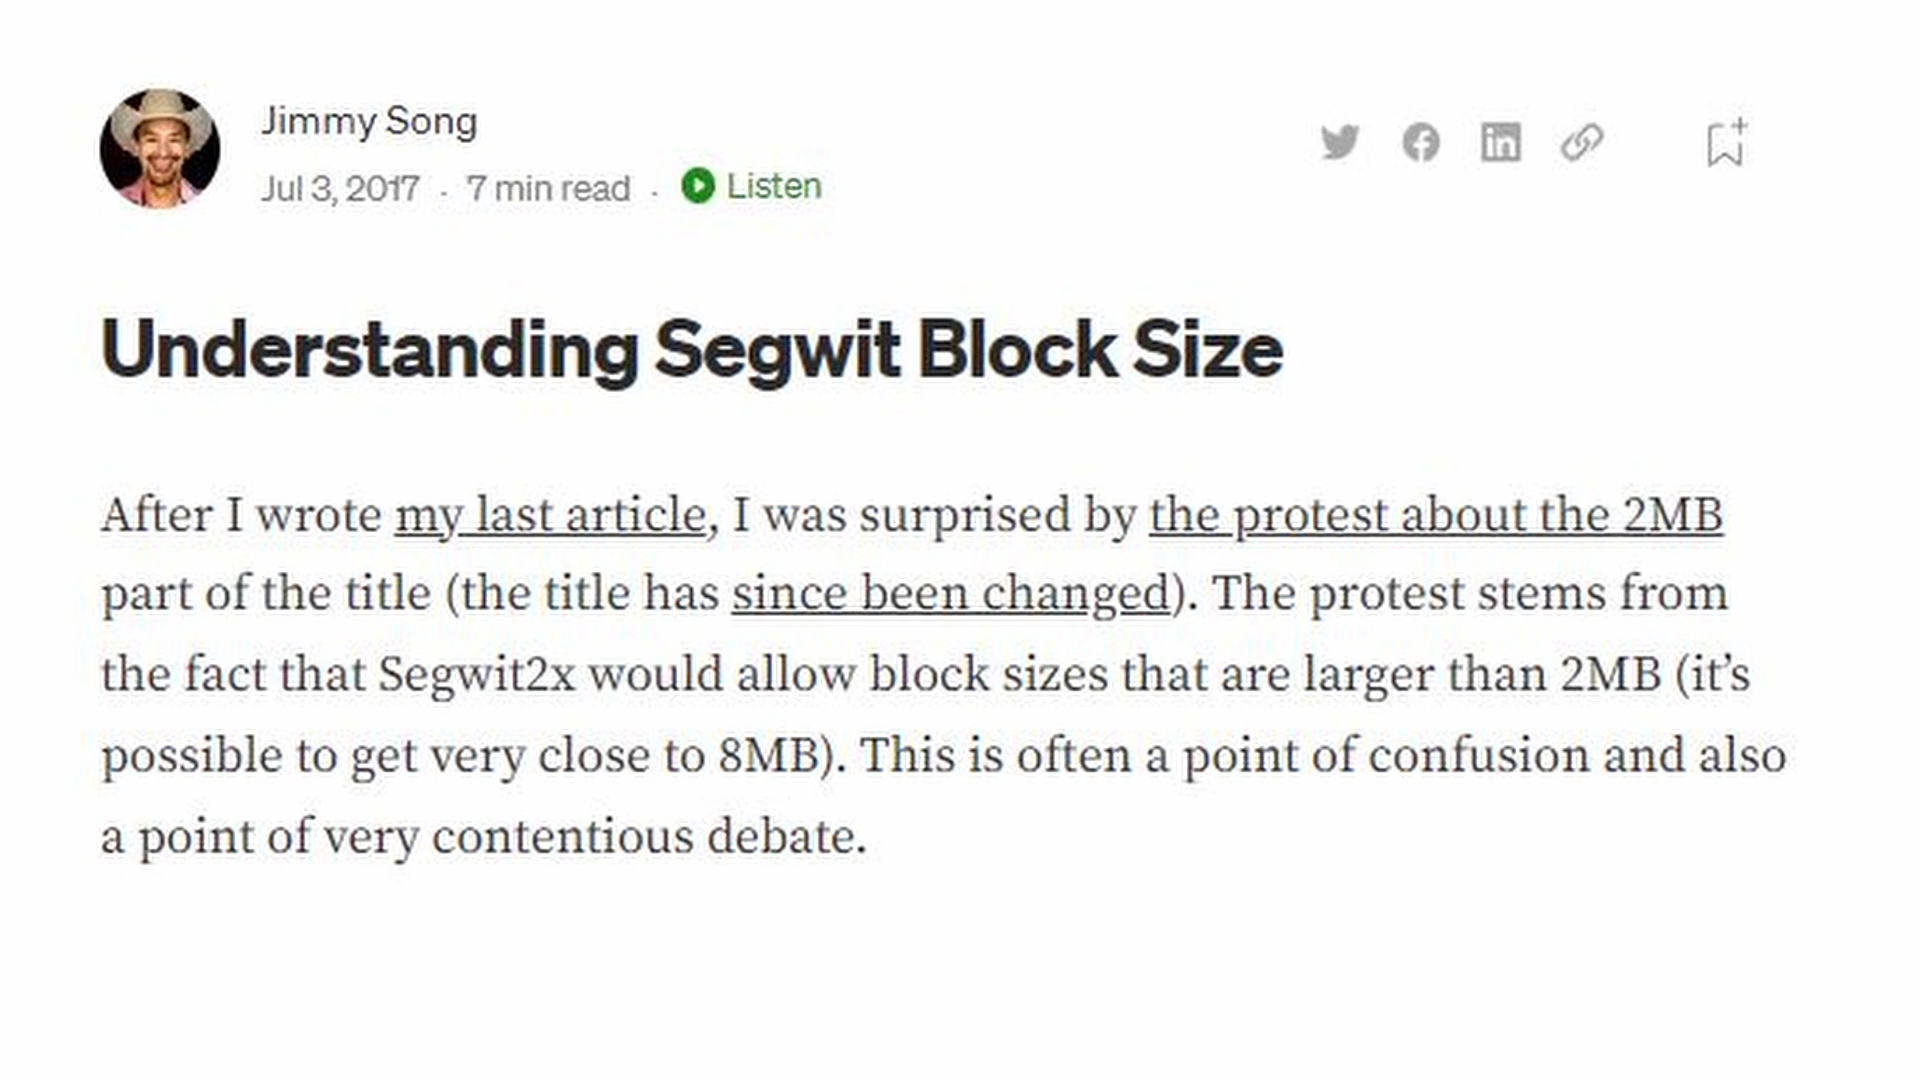 Jimmy Song
Jul 3, 2017 · 7 min read · Listen
Understanding Segwit Block Size
After I wrote my last article, I was surprised by the protest about the 2MB
part of the title (the title has since been changed). The protest stems from
the fact that Segwit2x would allow block sizes that are larger than 2MB (it’s
possible to get very close to 8MB). This is often a point of confusion and also
a point of very contentious debate.